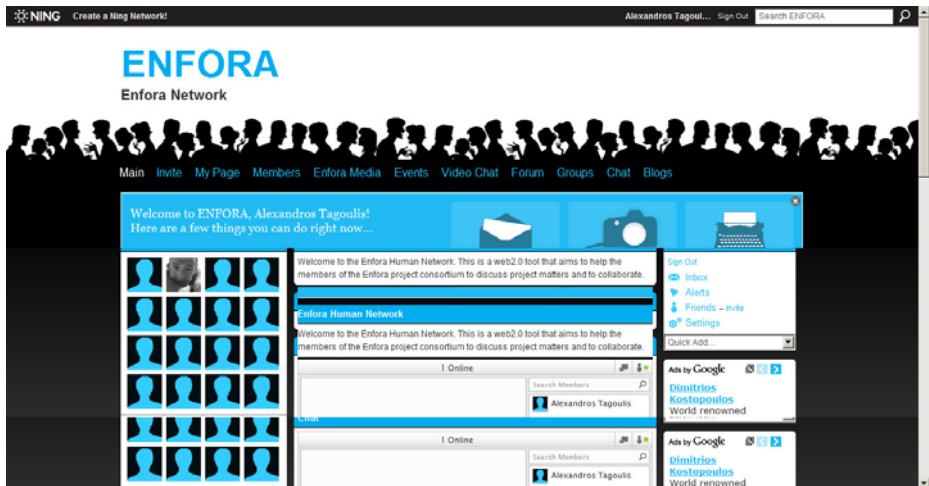 NING Create a Ning Network!
Alexandros Tagoul... Sign Out Search ENFORA
ENFORA
Enfora Network
Main Invite My Page Members Enfora Media Events Video Chat Forum Groups Chat Blogs
Welcome to ENFORA, Alexandros Tagoulis!
Here are a few things you can do right now...
Welcome to the Enfora Human Network. This is a web2.0 tool that aims to help the
members of the Enfora project consortium to discuss project matters and to collaborate.
Enfora Human Network
Welcome to the Enfora Human Network. This is a web2.0 tool that aims to help the
members of the Enfora project consortium to discuss project matters and to collaborate.
1 Online
Search Members
Alexandros Tagoulis
Chat
1 Online
Search Members
Alexandros Tagoulis
Sign Out
Inbox
Alerts
Friends – Invite
Settings
Quick Add...
Ads by Google
Dimitrios
Kostopoulos
World renowned
Ads by Google
Dimitrios
Kostopoulos
World renowned